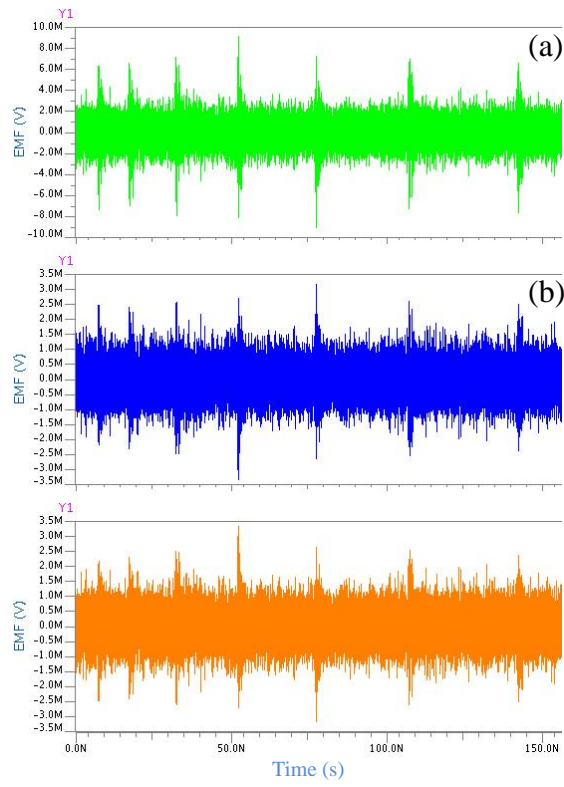 Y1
(a)
10.0M
8.0M
6.0M
4.0M
2.0M
0.0M
-2.0M
-4.0M
-6.0M
-8.0M
-10.0M
EMF (V)
Y1
(b)
3.5M
3.0M
2.5M
2.0M
1.5M
1.0M
0.5M
0.0M
-0.5M
-1.0M
-1.5M
-2.0M
-2.5M
-3.0M
-3.5M
EMF (V)
Y1
3.5M
3.0M
2.5M
2.0M
1.5M
1.0M
0.5M
0.0M
-0.5M
-1.0M
-1.5M
-2.0M
-2.5M
-3.0M
-3.5M
EMF (V)
0.0N 50.0N 100.0N 150.0N
Time (s)